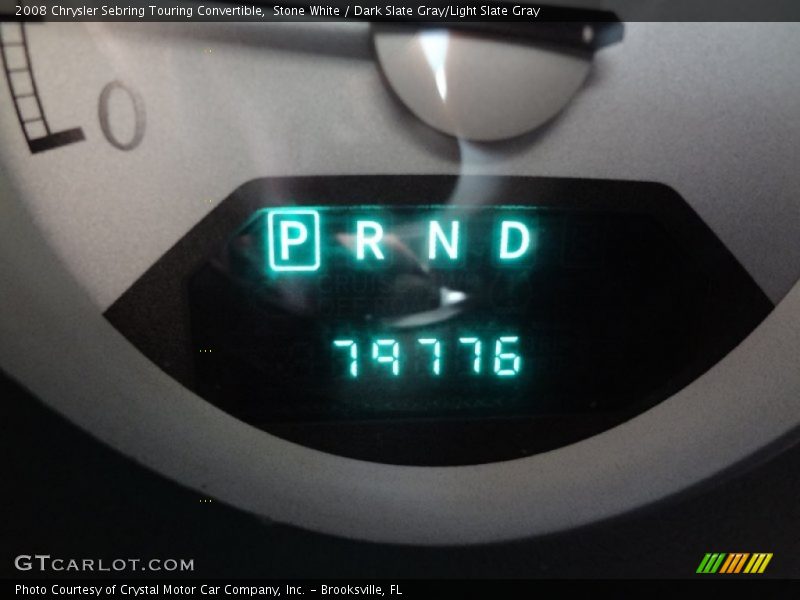 2008 Chrysler Sebring Touring Convertible, Stone White / Dark Slate Gray/Light Slate Gray
0
P R N D
79776
GTCARLOT.COM
Photo Courtesy of Crystal Motor Car Company, Inc. - Brooksville, FL